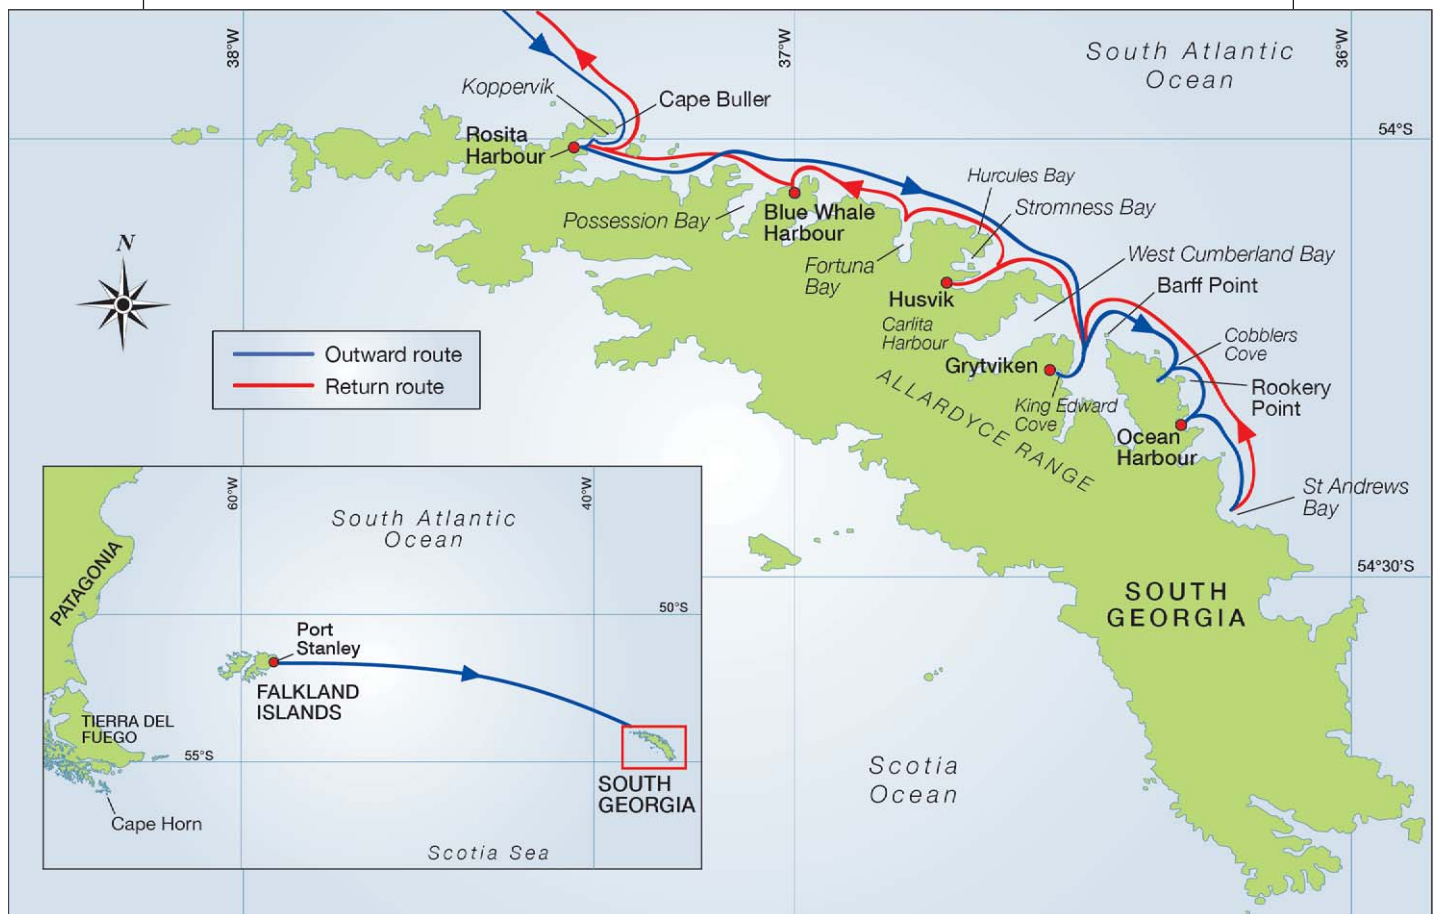 38°W
37°W
36°W
South Atlantic
Ocean
Koppervik
Cape Buller
54°S
Rosita
Harbour
Hurcules Bay
Stromness Bay
Possession Bay
Blue Whale
Harbour
N
Fortuna
Bay
West Cumberland Bay
Barff Point
Husvik
Carlita
Harbour
Outward route
Return route
Cobblers
Cove
Grytviken
Rookery
Point
ALLARDYCE RANGE
King Edward
Cove
Ocean
Harbour
St Andrews
Bay
54°30'S
SOUTH
GEORGIA
Scotia
Ocean
60°W
40°W
South Atlantic
Ocean
PATAGONIA
50°S
Port
Stanley
FALKLAND
ISLANDS
TIERRA DEL
FUEGO
55°S
SOUTH
GEORGIA
Cape Horn
Scotia Sea